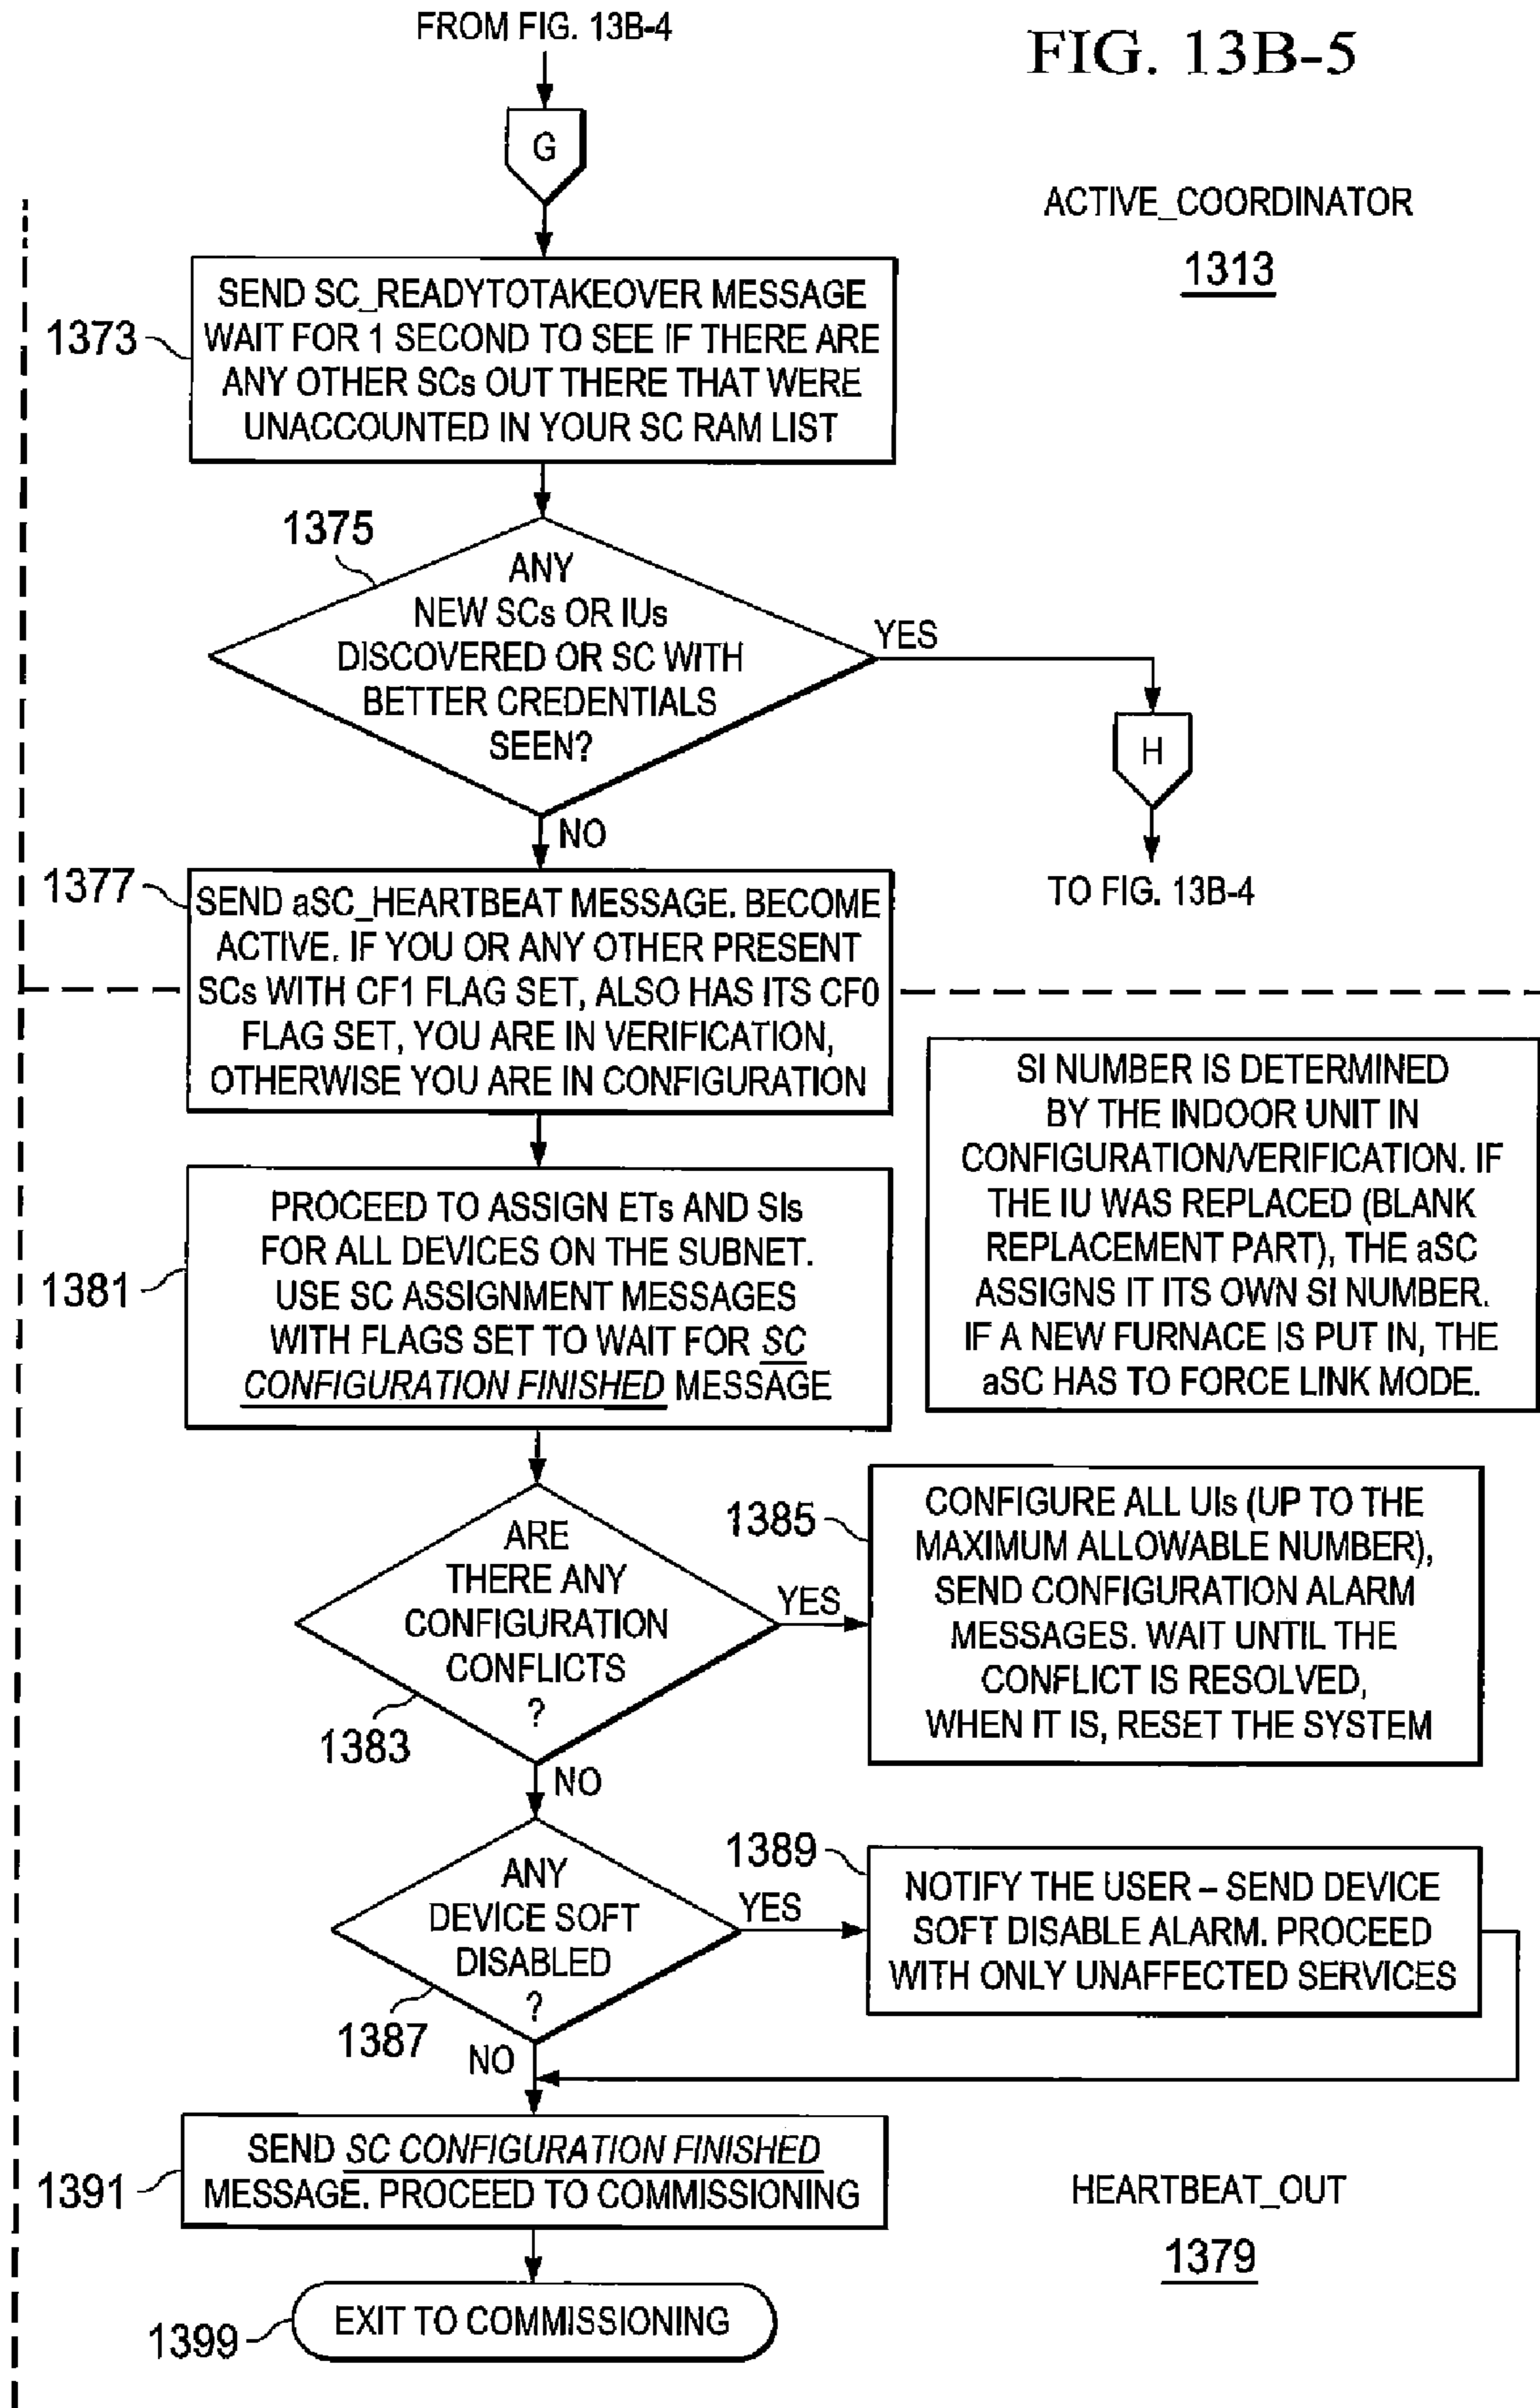 FROM FIG. 13B-4
FIG. 13B-5
G
ACTIVE_COORDINATOR
1313
1373
SEND SC_READYTOTAKEOVER MESSAGE
WAIT FOR 1 SECOND TO SEE IF THERE ARE
ANY OTHER SCs OUT THERE THAT WERE
UNACCOUNTED IN YOUR SC RAM LIST
1375
ANY
NEW SCs OR IUs
DISCOVERED OR SC WITH
BETTER CREDENTIALS
SEEN?
YES
H
TO FIG. 13B-4
NO
1377
SEND aSC_HEARTBEAT MESSAGE. BECOME
ACTIVE. IF YOU OR ANY OTHER PRESENT
SCs WITH CF1 FLAG SET, ALSO HAS ITS CF0
FLAG SET, YOU ARE IN VERIFICATION,
OTHERWISE YOU ARE IN CONFIGURATION
SI NUMBER IS DETERMINED
BY THE INDOOR UNIT IN
CONFIGURATION/VERIFICATION. IF
THE IU WAS REPLACED (BLANK
REPLACEMENT PART), THE aSC
ASSIGNS IT ITS OWN SI NUMBER.
IF A NEW FURNACE IS PUT IN, THE
aSC HAS TO FORCE LINK MODE.
1381
PROCEED TO ASSIGN ETs AND SIs
FOR ALL DEVICES ON THE SUBNET.
USE SC ASSIGNMENT MESSAGES
WITH FLAGS SET TO WAIT FOR SC
CONFIGURATION FINISHED MESSAGE
1383
ARE
THERE ANY
CONFIGURATION
CONFLICTS
?
YES
1385
CONFIGURE ALL UIs (UP TO THE
MAXIMUM ALLOWABLE NUMBER),
SEND CONFIGURATION ALARM
MESSAGES. WAIT UNTIL THE
CONFLICT IS RESOLVED,
WHEN IT IS, RESET THE SYSTEM
NO
1387
ANY
DEVICE SOFT
DISABLED
?
YES
1389
NOTIFY THE USER – SEND DEVICE
SOFT DISABLE ALARM. PROCEED
WITH ONLY UNAFFECTED SERVICES
NO
1391
SEND SC CONFIGURATION FINISHED
MESSAGE. PROCEED TO COMMISSIONING
HEARTBEAT_OUT
1379
1399
EXIT TO COMMISSIONING